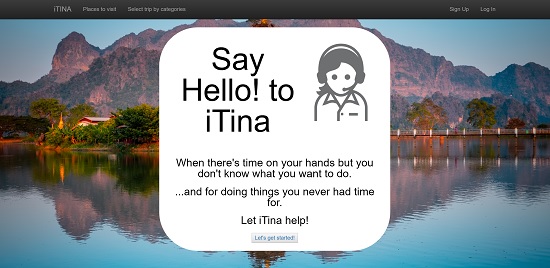 iTINA Places to visit Select trip by categories Sign Up Log In
Say
Hello! to
iTina
When there's time on your hands but you
don't know what you want to do.
...and for doing things you never had time
for.
Let iTina help!
Let's get started!